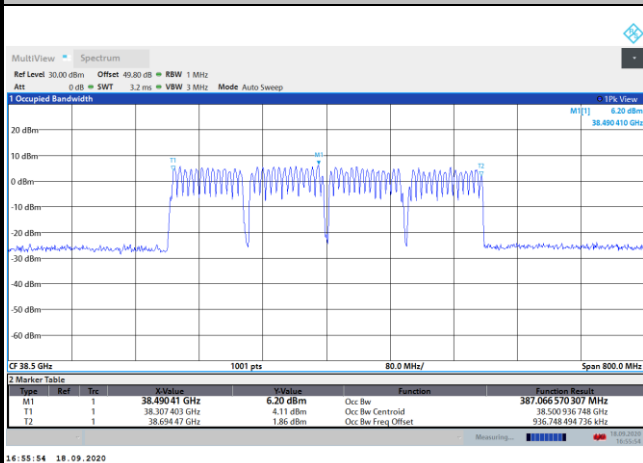 MultiView Spectrum
Ref Level 30.00 dBm Offset 49.80 dB RBW 1 MHz
Att 0 dB SWT 3.2 ms VBW 3 MHz Mode Auto Sweep
1 Occupied Bandwidth 1Pk View
M1[1] 6.20 dBm
38.490 410 GHz
20 dBm
10 dBm
T1 M1 T2
0 dBm
-10 dBm
-20 dBm
-30 dBm
-40 dBm
-50 dBm
-60 dBm
CF 38.5 GHz 1001 pts 80.0 MHz/ Span 800.0 MHz
2 Marker Table
Type Ref Trc X-Value Y-Value Function Function Result
M1 1 38.490 41 GHz 6.20 dBm Occ Bw 387.066 570 307 MHz
T1 1 38.307 403 GHz 4.11 dBm Occ Bw Centroid 38.500 936 748 GHz
T2 1 38.694 47 GHz 1.86 dBm Occ Bw Freq Offset 936.748 494 736 kHz
Measuring... 18.09.2020
16:55:54
16:55:54 18.09.2020